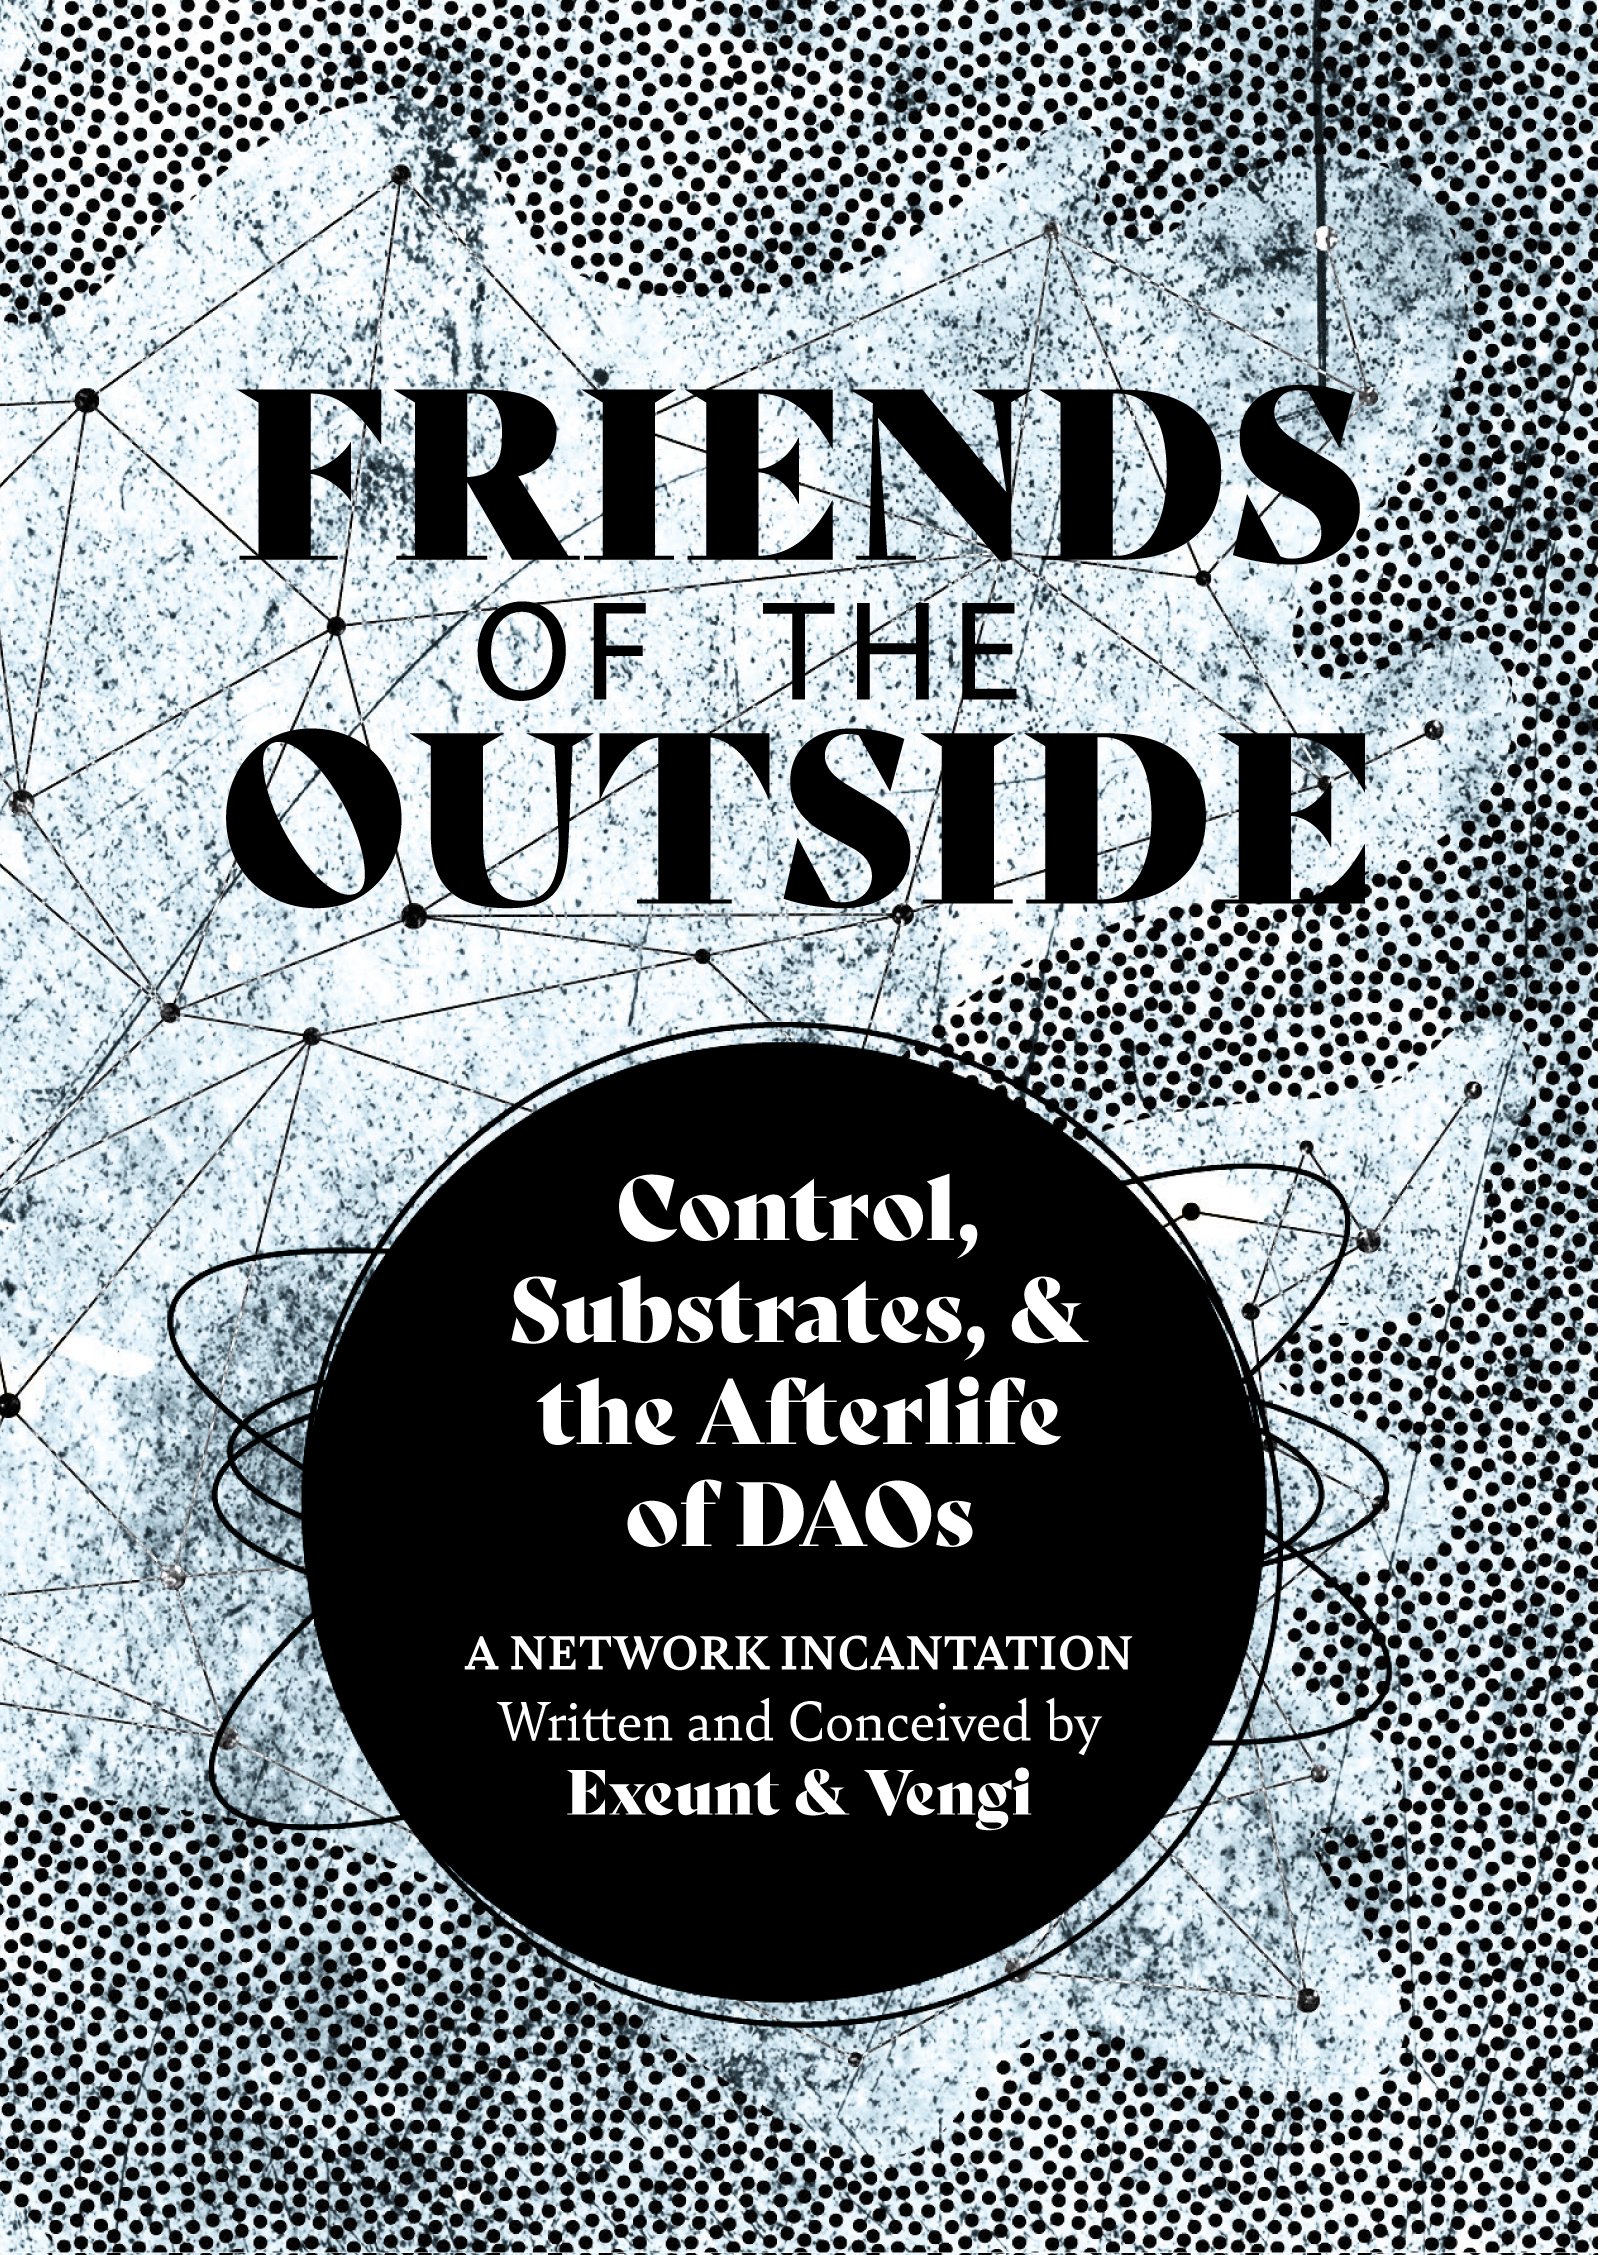 FRIENDS
OF THE
OUTSIDE
Control,
Substrates, &
the Afterlife
of DAOs
A NETWORK INCANTATION
Written and Conceived by
Exeunt & Vengi